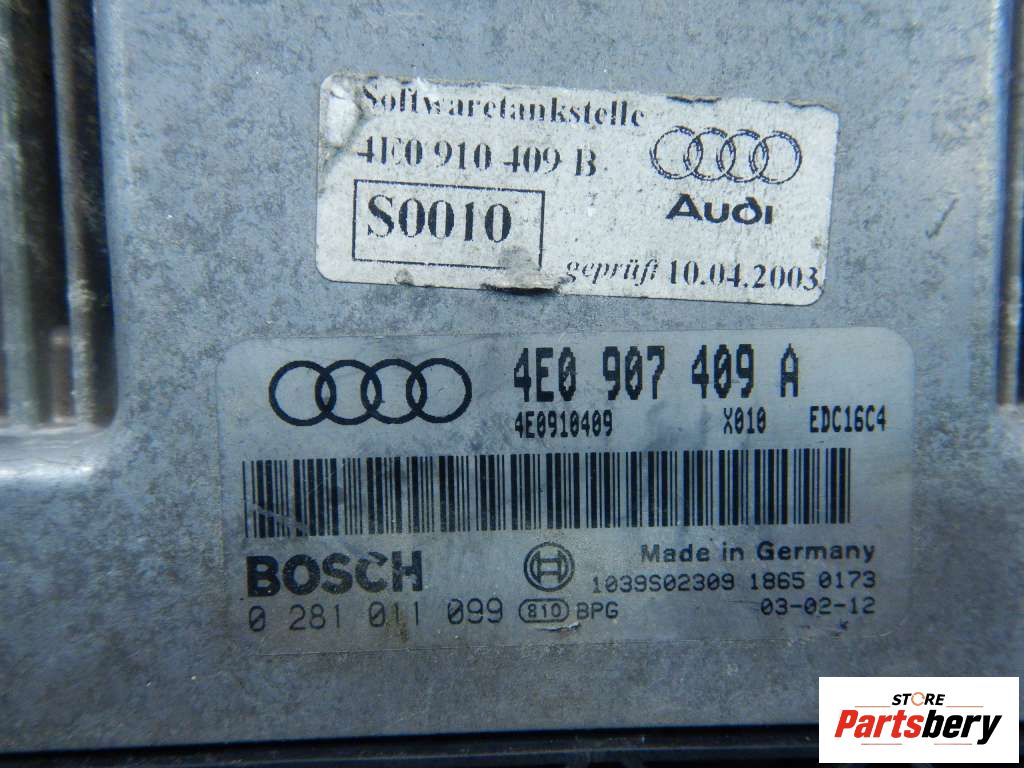 Softwaretankstelle
4E0 910 409 B
S0010
Audi
geprüft 10.04.2003
4E0 907 409 A
4E0910409 X010 EDC16C4
BOSCH
Made in Germany
1039S02309 1865 0173
0 281 011 099 810 BPG 03-02-12
STORE
Partsbery